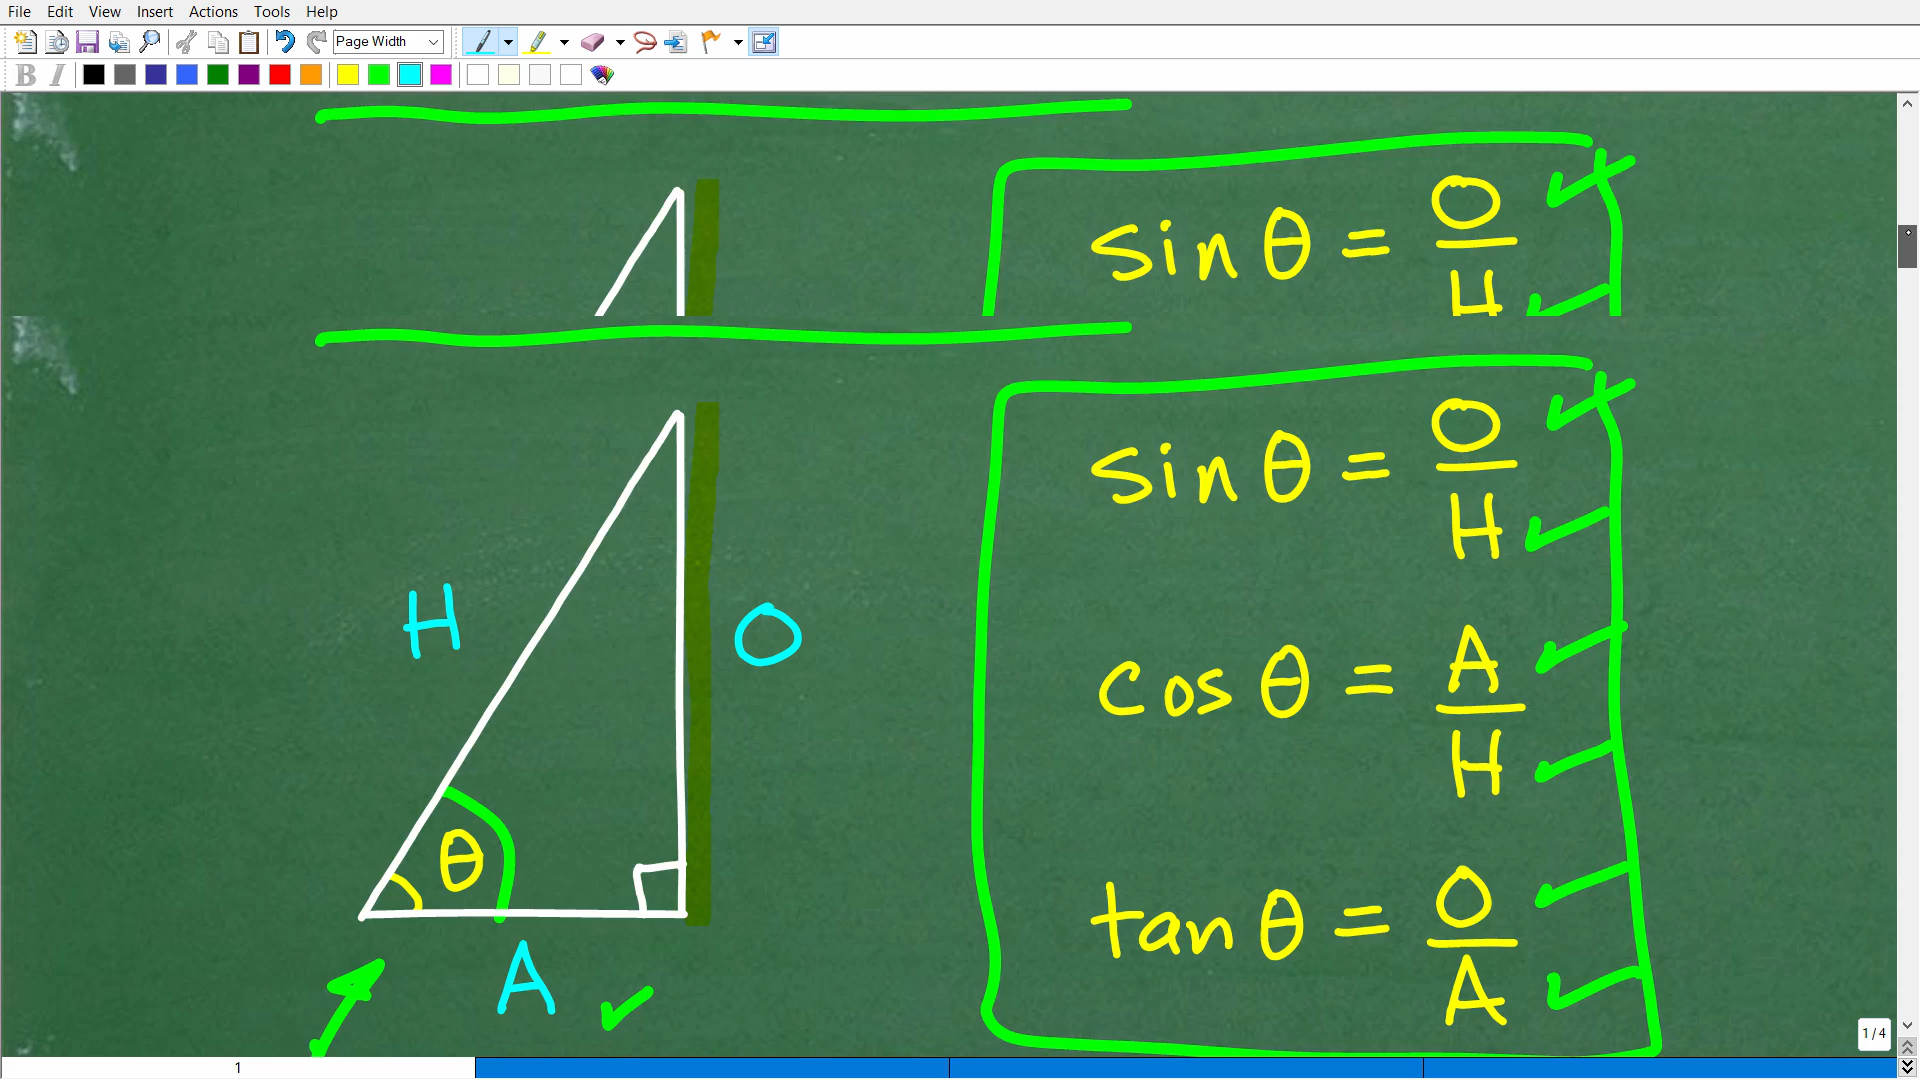 File Edit View Insert Actions Tools Help
Page Width
B I
sin θ = O
H
sin θ = O
H
H
O
cos θ = A
H
θ
tan θ = O
A
A
1 / 4
1